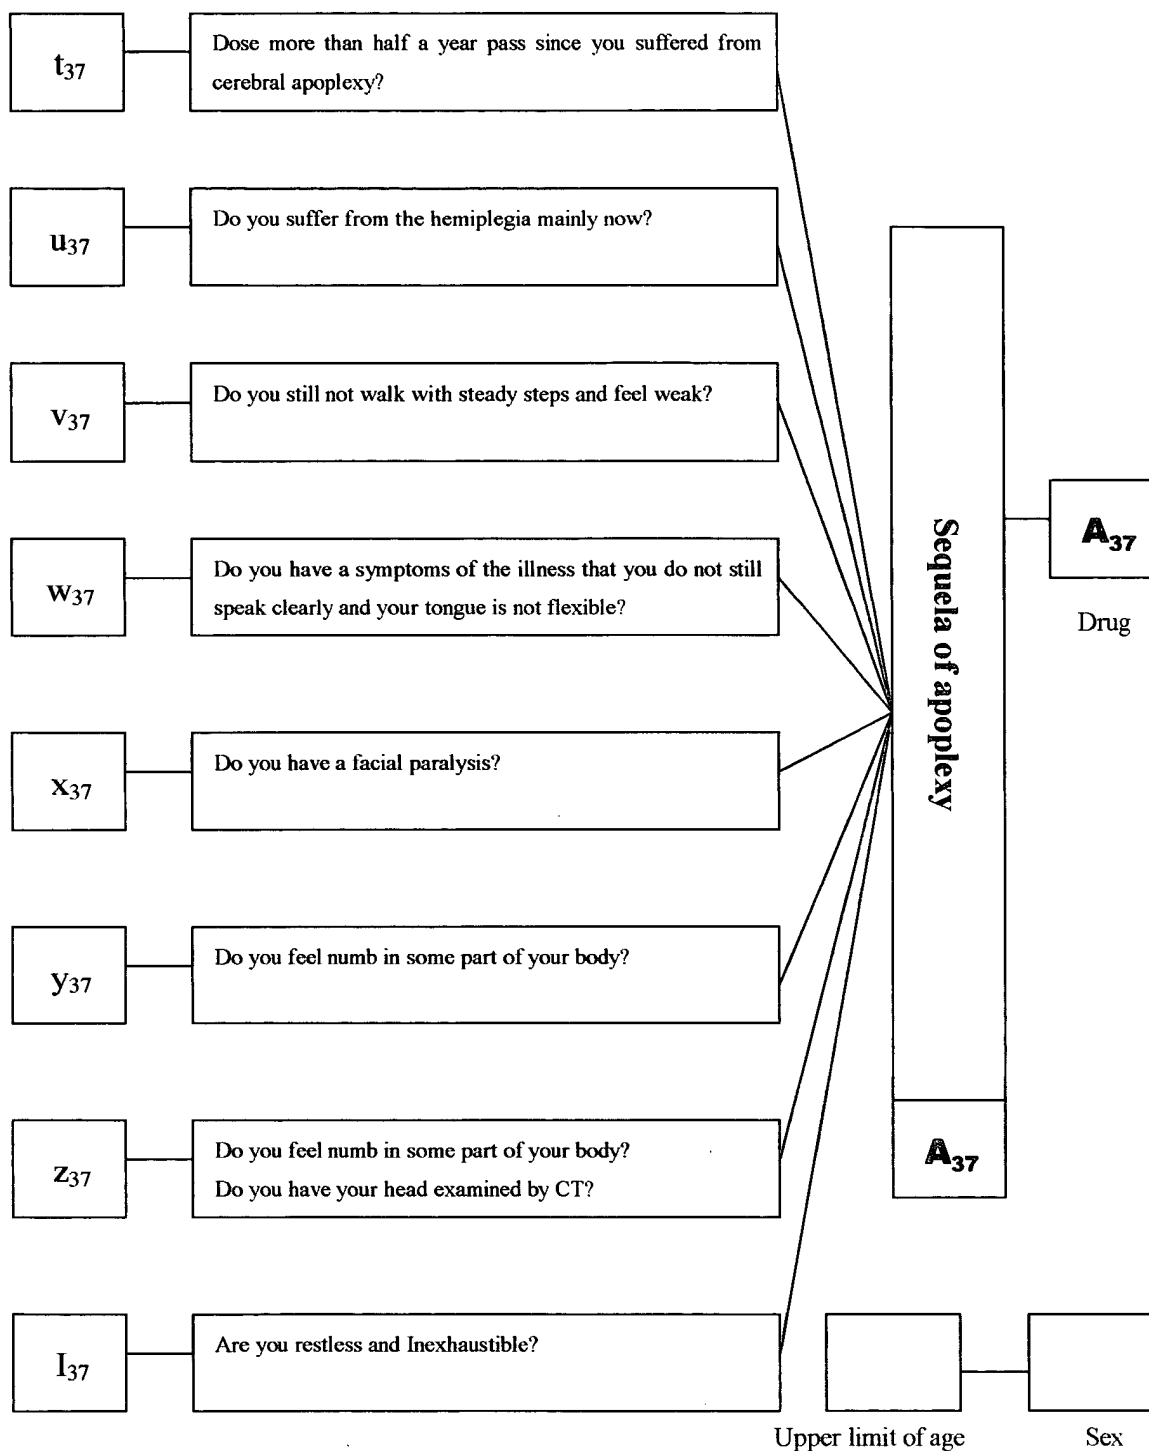 t37
Dose more than half a year pass since you suffered from
cerebral apoplexy?
u37
Do you suffer from the hemiplegia mainly now?
v37
Do you still not walk with steady steps and feel weak?
w37
Do you have a symptoms of the illness that you do not still
speak clearly and your tongue is not flexible?
x37
Do you have a facial paralysis?
y37
Do you feel numb in some part of your body?
z37
Do you feel numb in some part of your body?
Do you have your head examined by CT?
I37
Are you restless and Inexhaustible?
Sequela of apoplexy
A37
A37
Drug
Upper limit of age
Sex